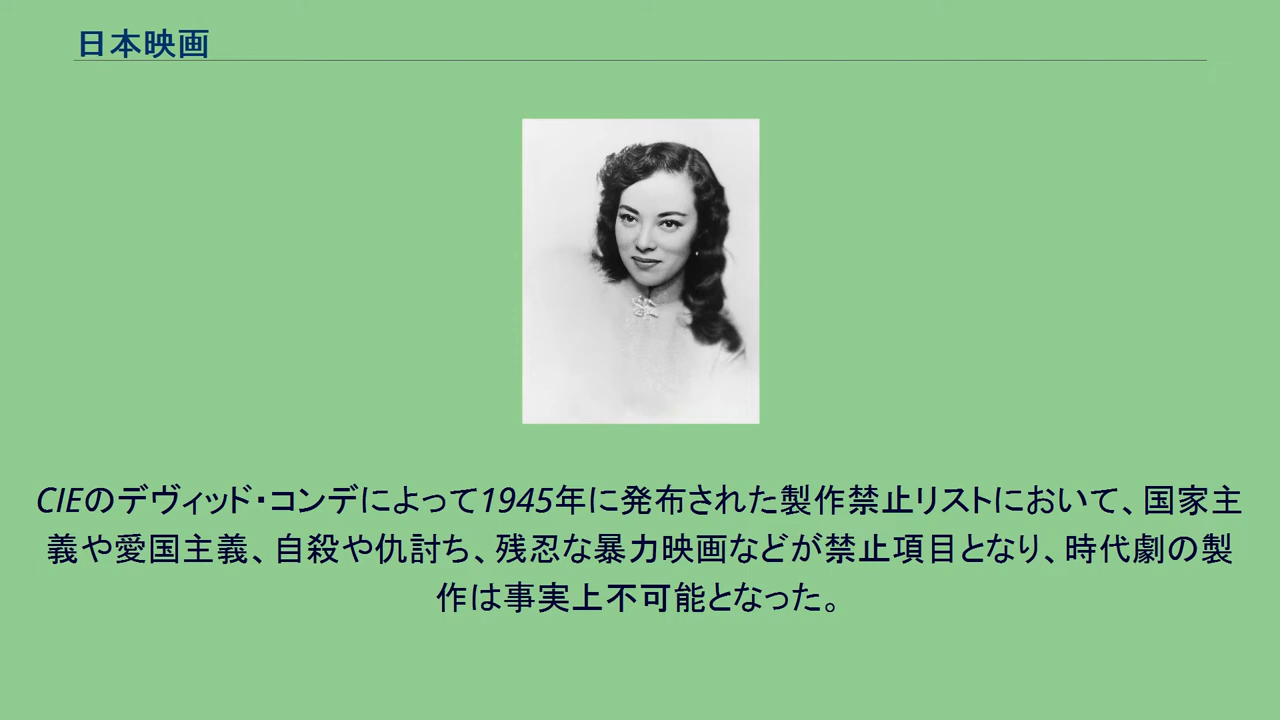 日本映画
CIEのデヴィッド・コンデによって1945年に発布された製作禁止リストにおいて、国家主
義や愛国主義、自殺や仇討ち、残忍な暴力映画などが禁止項目となり、時代劇の製
作は事実上不可能となった。